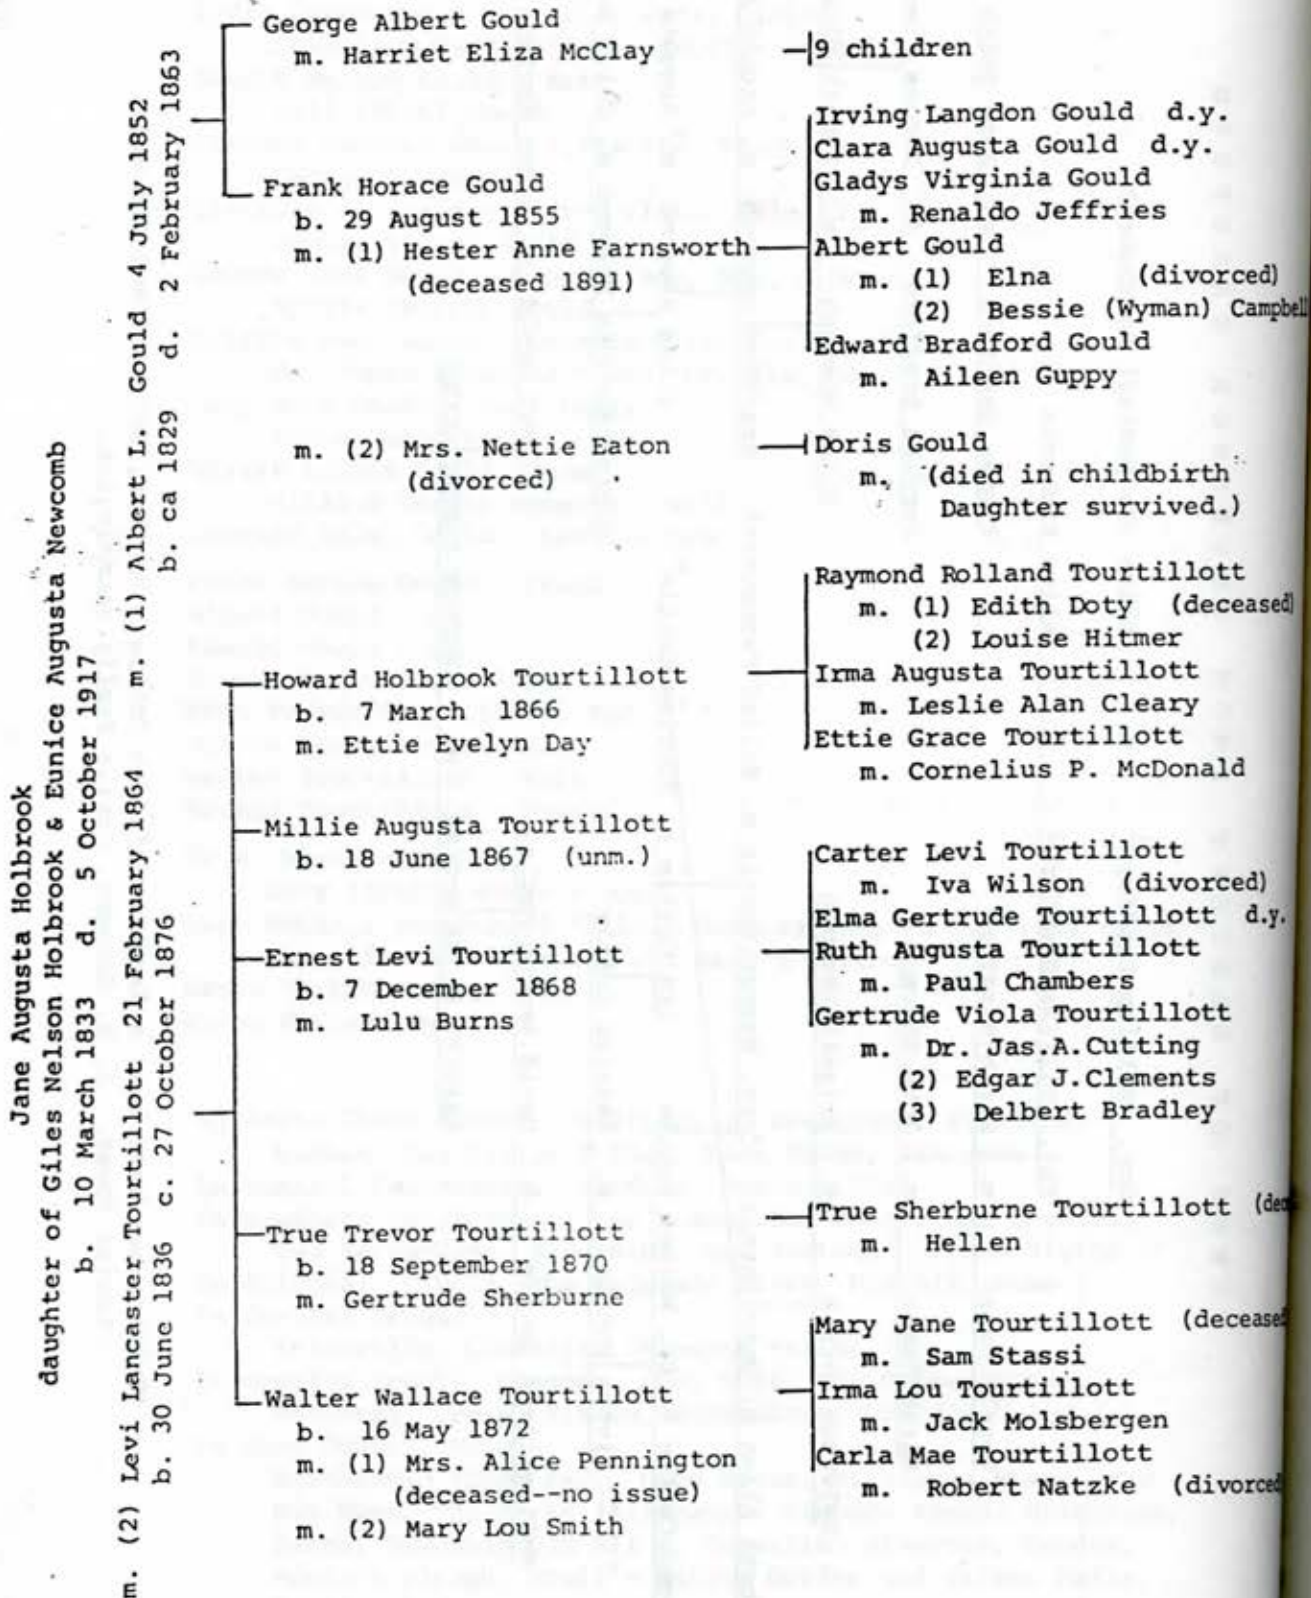 Jane Augusta Holbrook
daughter of Giles Nelson Holbrook & Eunice Augusta Newcomb
b. 10 March 1833 d. 5 October 1917
m. (1) Albert L. Gould 4 July 1852
b. ca 1829 d. 2 February 1863
m. (2) Levi Lancaster Tourtillott 21 February 1864
b. 30 June 1836 c. 27 October 1876
George Albert Gould
m. Harriet Eliza McClay
9 children
Frank Horace Gould
b. 29 August 1855
m. (1) Hester Anne Farnsworth
(deceased 1891)
Irving Langdon Gould d.y.
Clara Augusta Gould d.y.
Gladys Virginia Gould
m. Renaldo Jeffries
Albert Gould
m. (1) Elna (divorced)
(2) Bessie (Wyman) Campbell
Edward Bradford Gould
m. Aileen Guppy
m. (2) Mrs. Nettie Eaton
(divorced)
Doris Gould
m. (died in childbirth
Daughter survived.)
Howard Holbrook Tourtillott
b. 7 March 1866
m. Ettie Evelyn Day
Raymond Rolland Tourtillott
m. (1) Edith Doty (deceased)
(2) Louise Hitmer
Irma Augusta Tourtillott
m. Leslie Alan Cleary
Ettie Grace Tourtillott
m. Cornelius P. McDonald
Millie Augusta Tourtillott
b. 18 June 1867 (unm.)
Ernest Levi Tourtillott
b. 7 December 1868
m. Lulu Burns
Carter Levi Tourtillott
m. Iva Wilson (divorced)
Elma Gertrude Tourtillott d.y.
Ruth Augusta Tourtillott
m. Paul Chambers
Gertrude Viola Tourtillott
m. Dr. Jas.A.Cutting
(2) Edgar J.Clements
(3) Delbert Bradley
True Trevor Tourtillott
b. 18 September 1870
m. Gertrude Sherburne
True Sherburne Tourtillott
m. Hellen
Walter Wallace Tourtillott
b. 16 May 1872
m. (1) Mrs. Alice Pennington
(deceased--no issue)
m. (2) Mary Lou Smith
Mary Jane Tourtillott (deceased
m. Sam Stassi
Irma Lou Tourtillott
m. Jack Molsbergen
Carla Mae Tourtillott
m. Robert Natzke (divorced